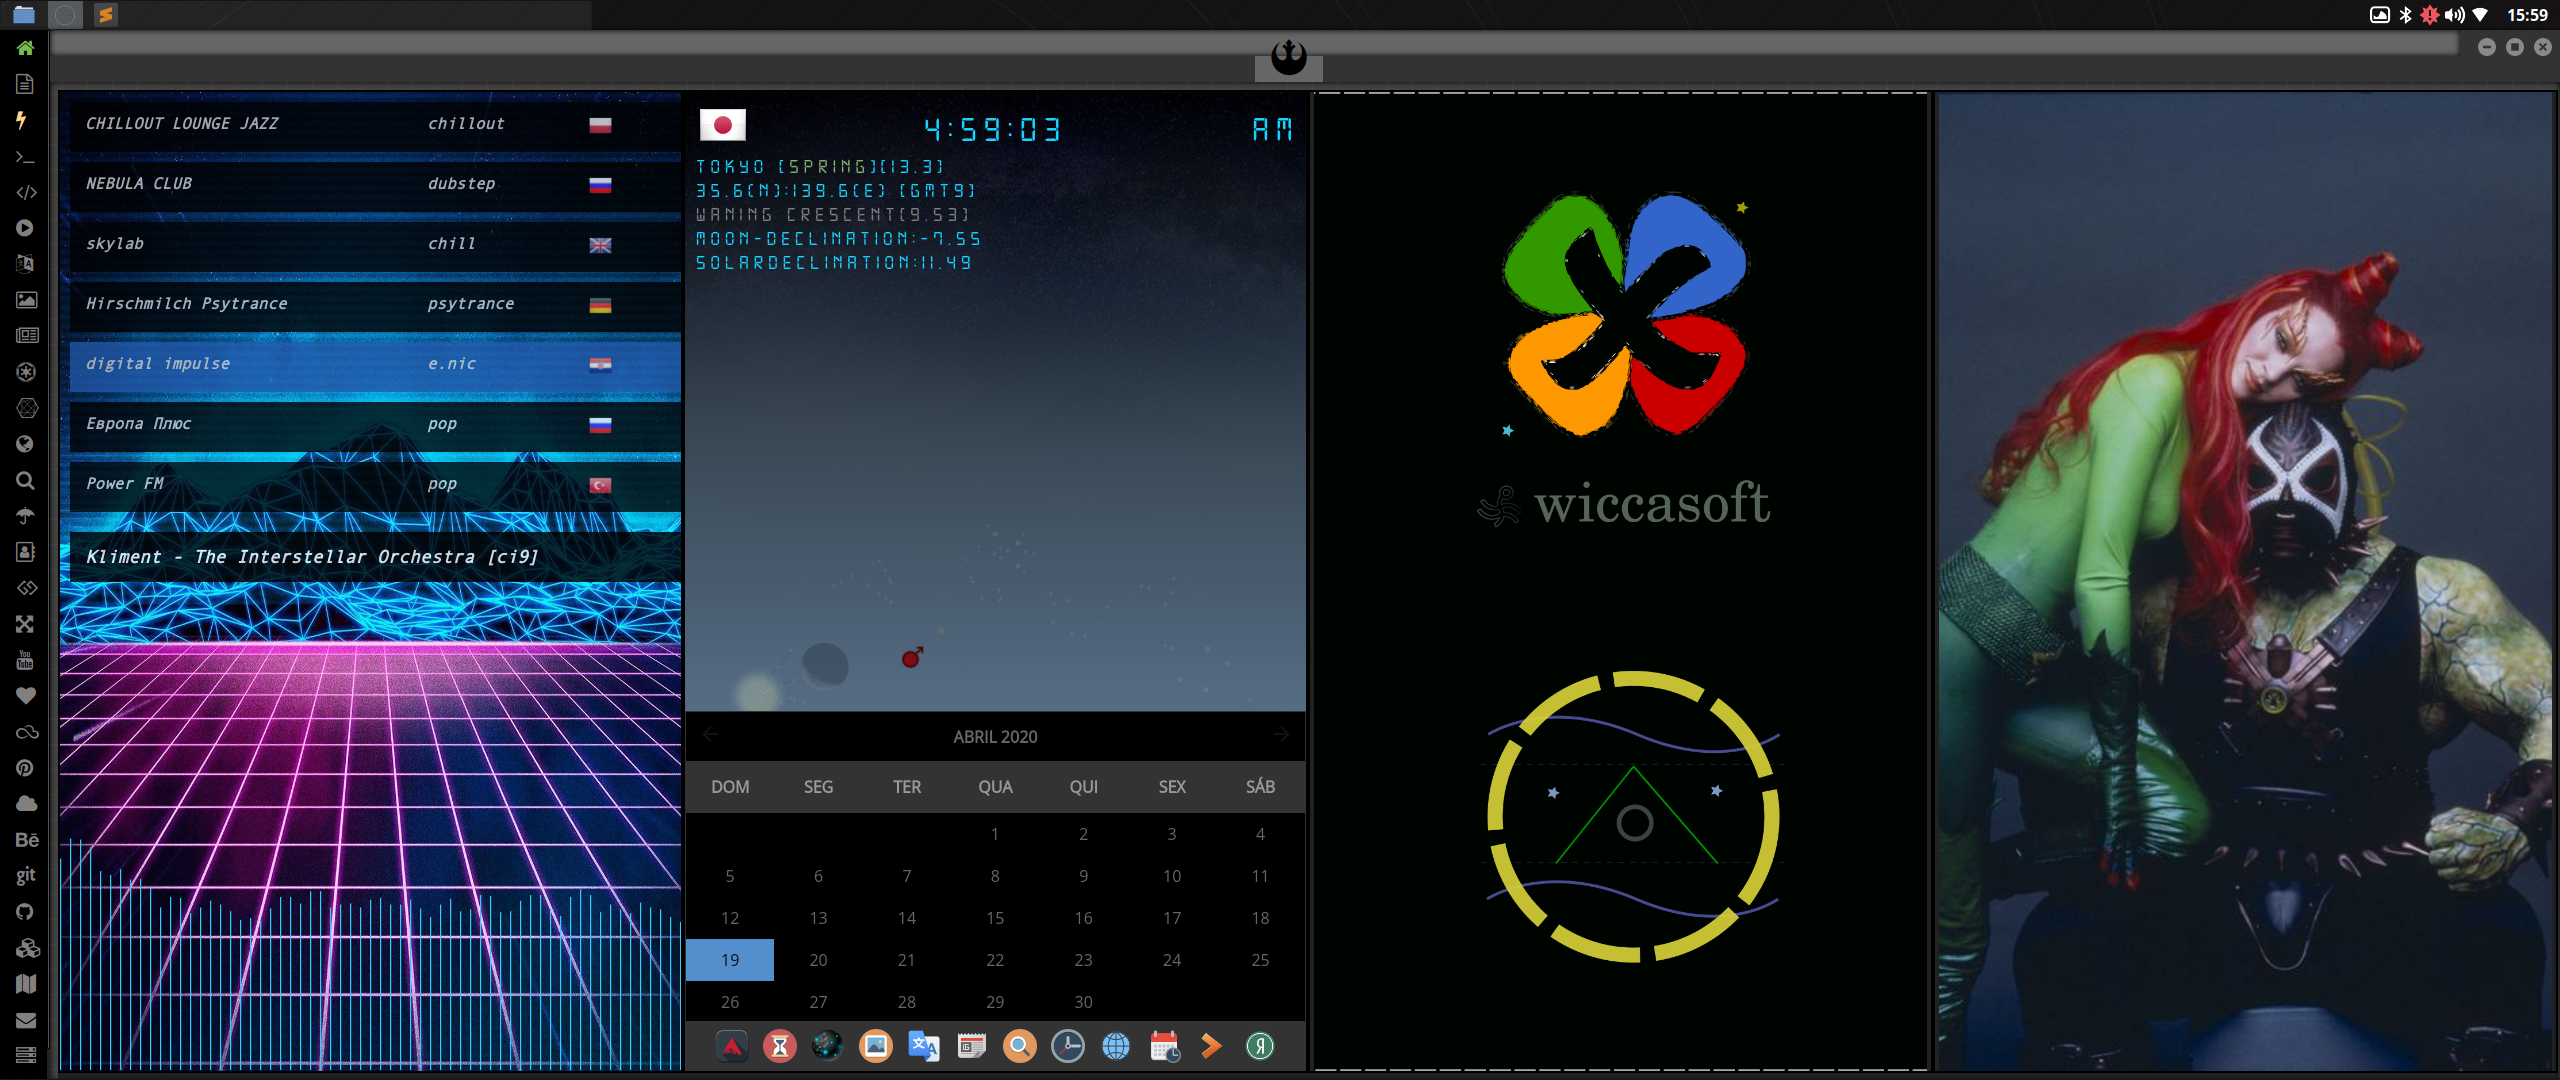 15:59
CHILLOUT LOUNGE JAZZ chillout
NEBULA CLUB dubstep
skylab chill
Hirschmilch Psytrance psytrance
digital impulse e.nic
Европа Плюс pop
Power FM pop
Kliment - The Interstellar Orchestra [ci9]
4:59:03 AM
TOKYO [SPRING][13.3]
35.6(N):139.6(E) [GMT9]
WANING CRESCENT[9.53]
MOON-DECLINATION:-7.55
SOLARDECLINATION:11.49
ABRIL 2020
DOM SEG TER QUA QUI SEX SÁB
1 2 3 4
5 6 7 8 9 10 11
12 13 14 15 16 17 18
19 20 21 22 23 24 25
26 27 28 29 30
wiccasoft
You
Tube
Bē
git